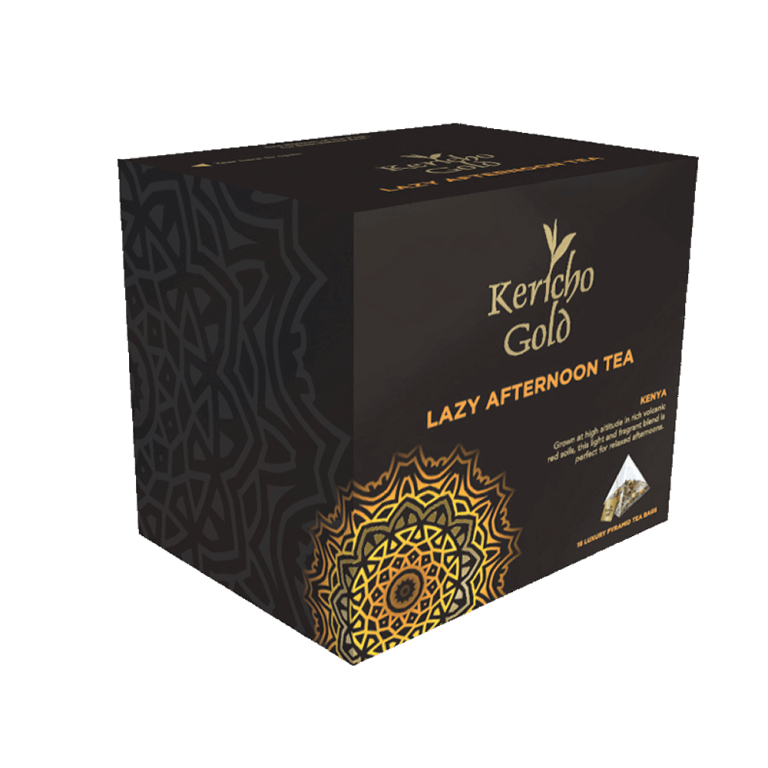 Kericho
Gold
LAZY AFTERNOON TEA
Kericho
Gold
LAZY AFTERNOON TEA
KENYA
Grown at high altitude in rich volcanic
red soils, this light and fragrant blend is
perfect for relaxed afternoons.
15 LUXURY PYRAMID TEA BAGS